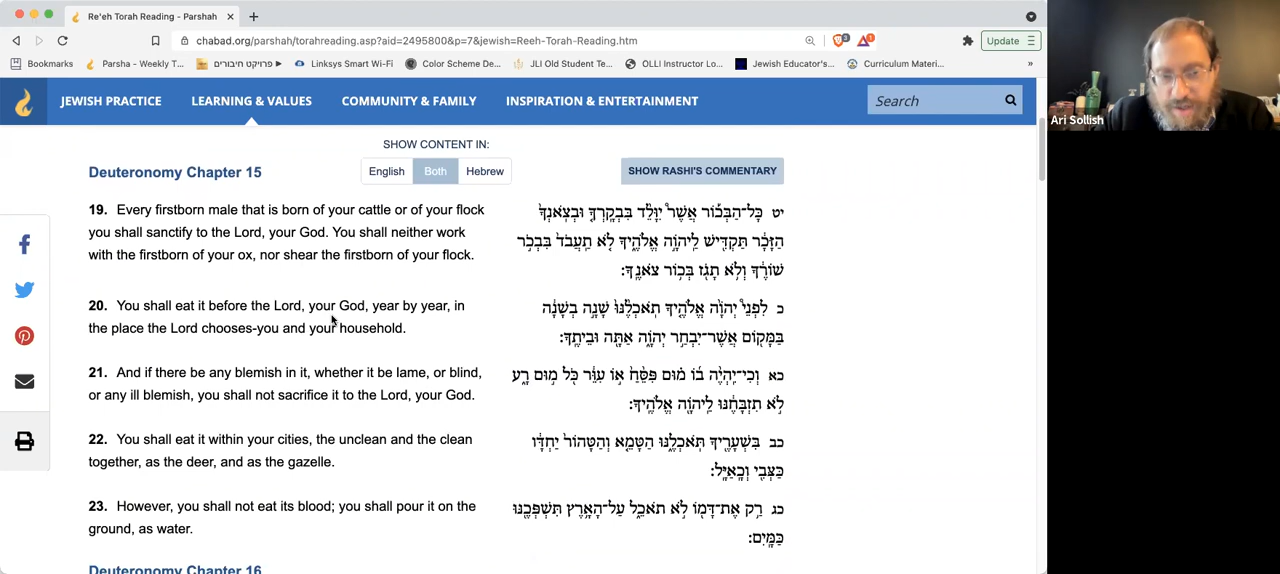 Re'eh Torah Reading - Parshah
chabad.org/parshah/torahreading.asp?aid=2495800&p=7&jewish=Reeh-Torah-Reading.htm
Update
Bookmarks
Parsha - Weekly T...
פרוייקט חיבורים
Linksys Smart Wi-Fi
Color Scheme De...
JLI Old Student Te...
OLLI Instructor Lo...
Jewish Educator's...
Curriculum Materi...
»
JEWISH PRACTICE
LEARNING & VALUES
COMMUNITY & FAMILY
INSPIRATION & ENTERTAINMENT
Search
Ari Sollish
SHOW CONTENT IN:
English
Both
Hebrew
SHOW RASHI'S COMMENTARY
Deuteronomy Chapter 15
19. Every firstborn male that is born of your cattle or of your flock
you shall sanctify to the Lord, your God. You shall neither work
with the firstborn of your ox, nor shear the firstborn of your flock.
יט כָּל־הַבְּכ֡וֹר אֲשֶׁר֩ יִוָּלֵ֨ד בִּבְקָֽרְךָ֤ וּבְצֹֽאנְךָ֙
הַזָּכָ֔ר תַּקְדִּ֖ישׁ לַֽיהֹוָ֣ה אֱלֹהֶ֑יךָ לֹ֤א תַֽעֲבֹד֙ בִּבְכֹ֣ר
שׁוֹרֶ֔ךָ וְלֹ֥א תָגֹ֖ז בְּכ֥וֹר צֹאנֶֽךָ:
20. You shall eat it before the Lord, your God, year by year, in
the place the Lord chooses-you and your household.
כ לִפְנֵי֩ יְהֹוָ֨ה אֱלֹהֶ֤יךָ תֹֽאכְלֶ֨נּוּ֙ שָׁנָ֣ה בְשָׁנָ֔ה
בַּמָּק֖וֹם אֲשֶׁר־יִבְחַ֣ר יְהֹוָ֑ה אַתָּ֖ה וּבֵיתֶֽךָ:
21. And if there be any blemish in it, whether it be lame, or blind,
or any ill blemish, you shall not sacrifice it to the Lord, your God.
כא וְכִי־יִֽהְיֶ֨ה ב֜וֹ מ֗וּם פִּסֵּ֨חַ֙ א֣וֹ עִוֵּ֔ר כֹּ֖ל מ֣וּם רָ֑ע
לֹ֣א תִזְבָּחֶ֔נּוּ לַֽיהֹוָ֖ה אֱלֹהֶֽיךָ:
22. You shall eat it within your cities, the unclean and the clean
together, as the deer, and as the gazelle.
כב בִּשְׁעָרֶ֖יךָ תֹּֽאכְלֶ֑נּוּ הַטָּמֵ֤א וְהַטָּהוֹר֙ יַחְדָּ֔ו
כַּצְּבִ֖י וְכָֽאַיָּֽל:
23. However, you shall not eat its blood; you shall pour it on the
ground, as water.
כג רַ֥ק אֶת־דָּמ֖וֹ לֹ֣א תֹאכֵ֑ל עַל־הָאָ֥רֶץ תִּשְׁפְּכֶ֖נּוּ
כַּמָּֽיִם:
Deuteronomy Chapter 16